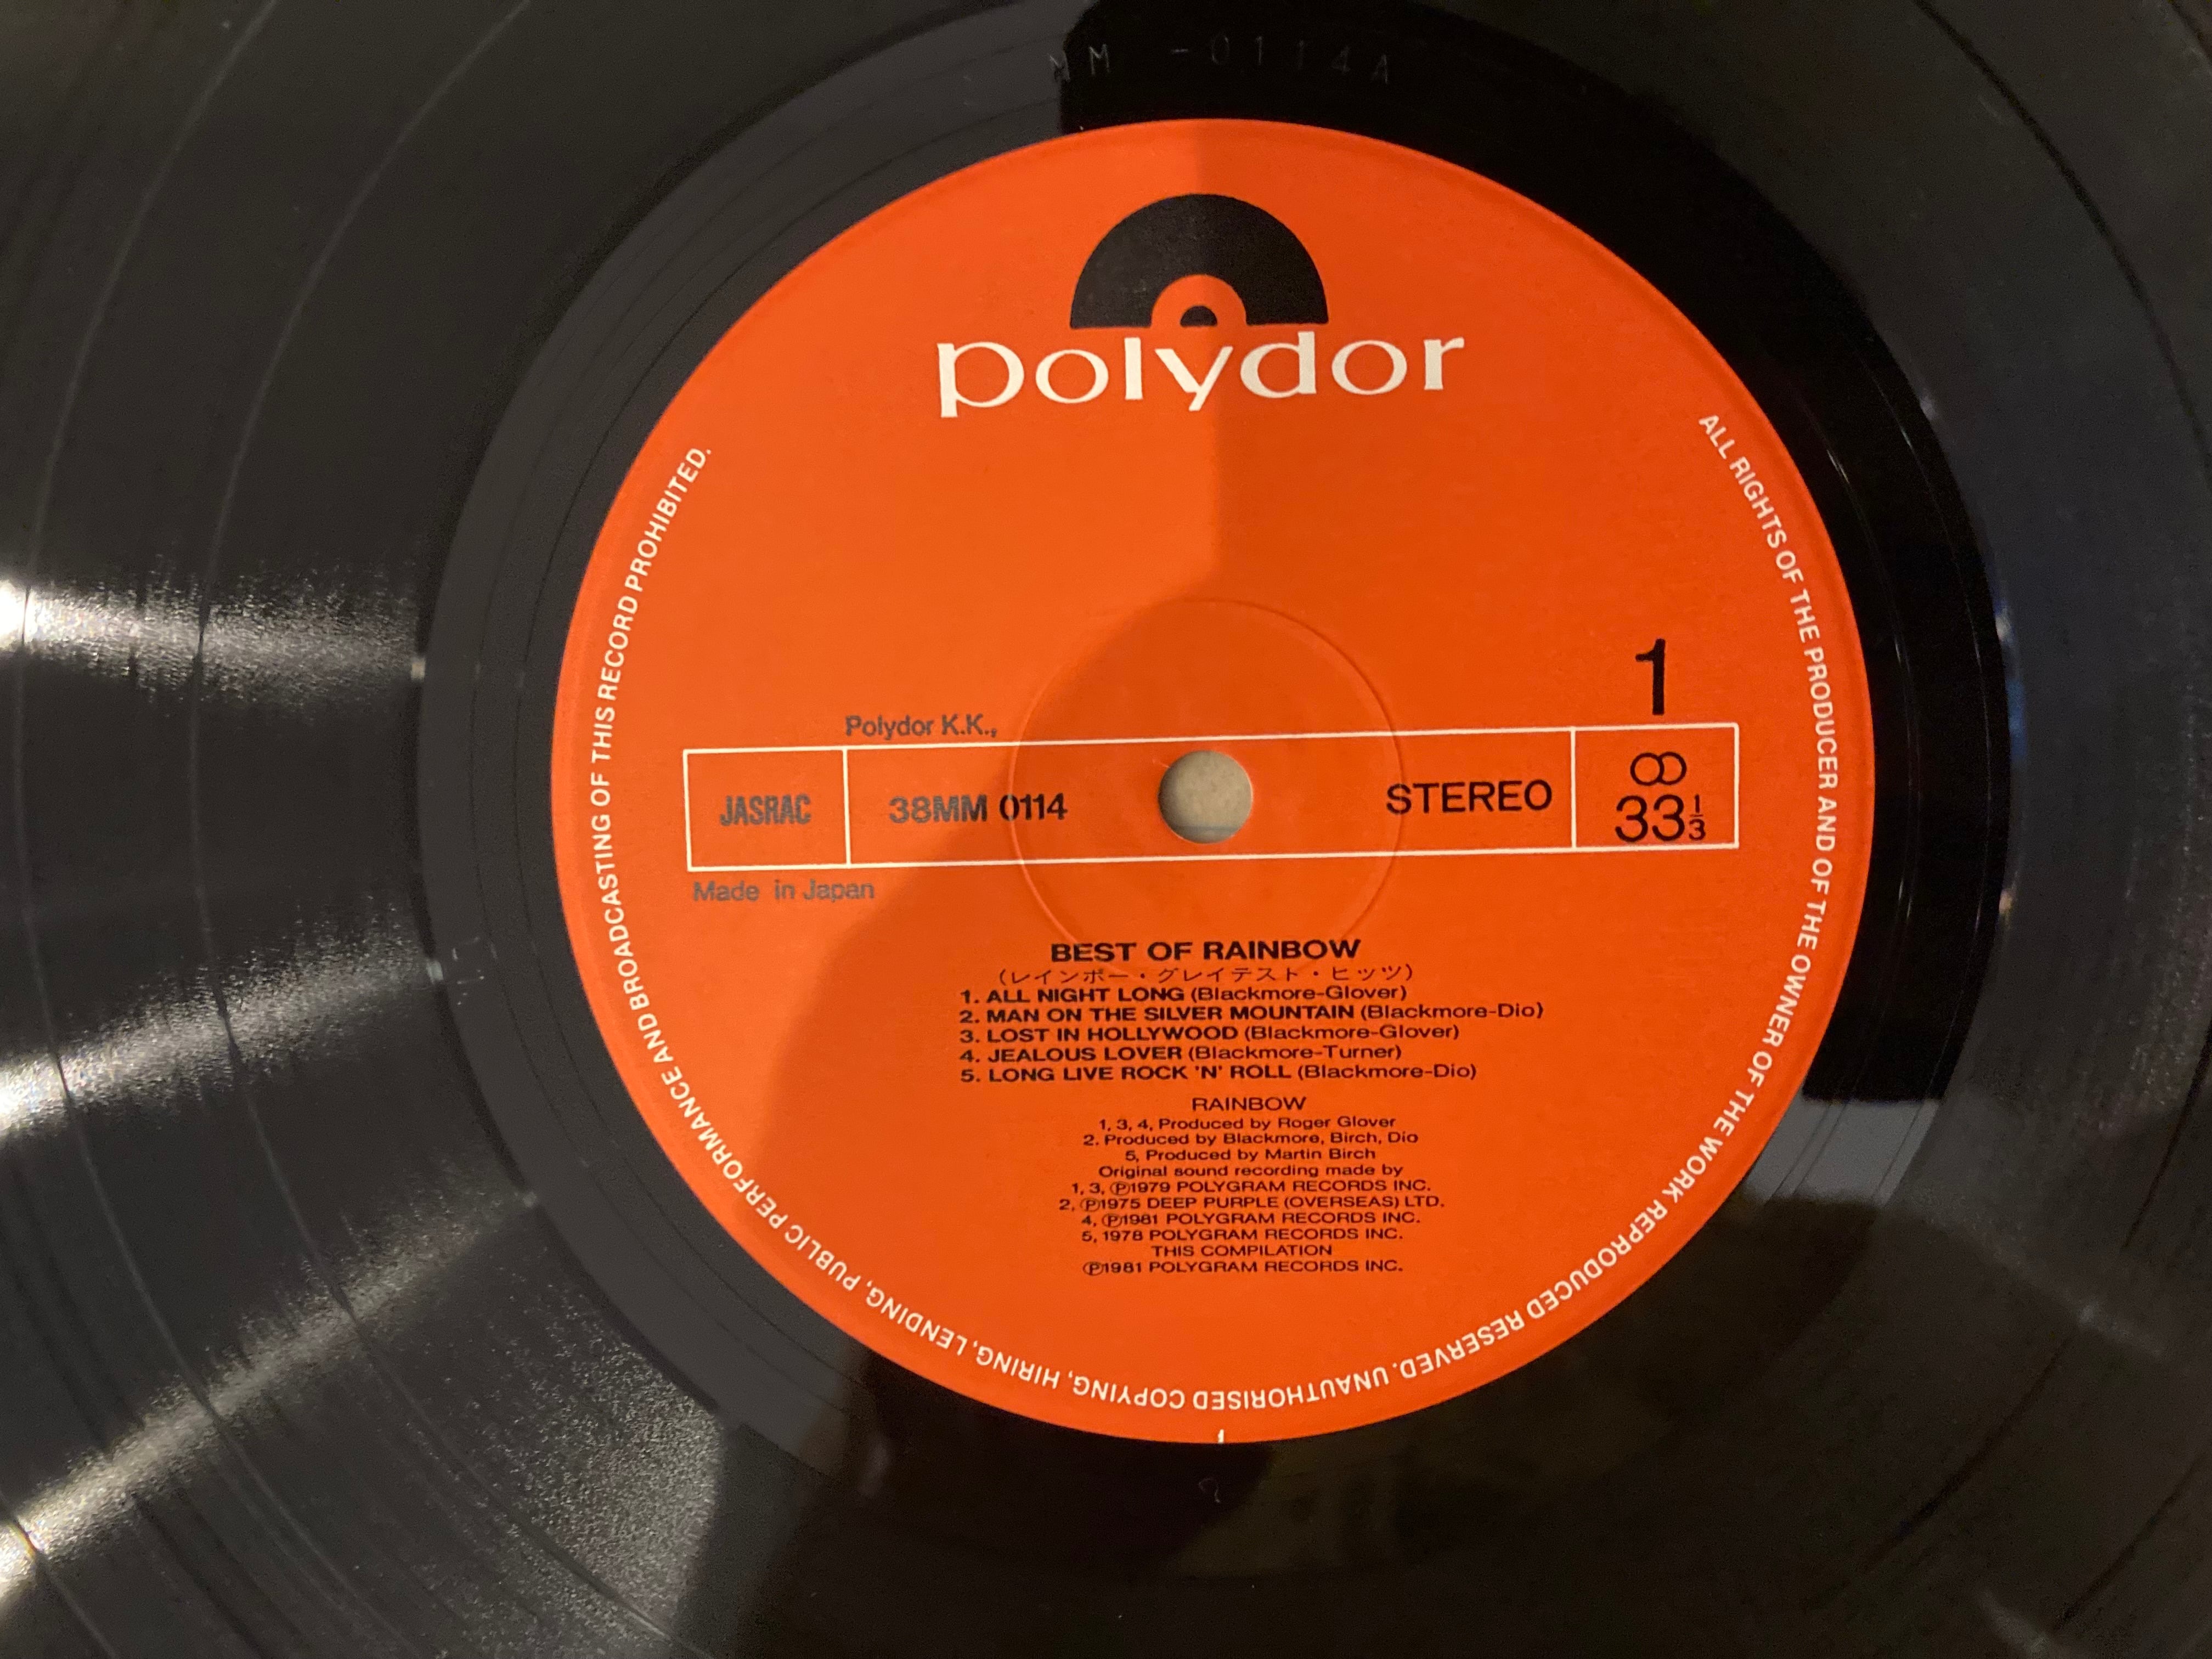 MM -0114A
polydor
1
Polydor K.K.,
JASRAC
38MM 0114
STEREO
33 1/3
Made in Japan
BEST OF RAINBOW
(レインボー・グレイテスト・ヒッツ)
1. ALL NIGHT LONG (Blackmore-Glover)
2. MAN ON THE SILVER MOUNTAIN (Blackmore-Dio)
3. LOST IN HOLLYWOOD (Blackmore-Glover)
4. JEALOUS LOVER (Blackmore-Turner)
5. LONG LIVE ROCK 'N' ROLL (Blackmore-Dio)
RAINBOW
1, 3, 4, Produced by Roger Glover
2. Produced by Blackmore, Birch, Dio
5, Produced by Martin Birch
Original sound recording made by
1, 3, ℗1979 POLYGRAM RECORDS INC.
2, ℗1975 DEEP PURPLE (OVERSEAS) LTD.
4, ℗1981 POLYGRAM RECORDS INC.
5, 1978 POLYGRAM RECORDS INC.
THIS COMPILATION
℗1981 POLYGRAM RECORDS INC.
ALL RIGHTS OF THE PRODUCER AND OF THE OWNER OF THE WORK REPRODUCED RESERVED. UNAUTHORISED COPYING, HIRING, LENDING, PUBLIC PERFORMANCE AND BROADCASTING OF THIS RECORD PROHIBITED.